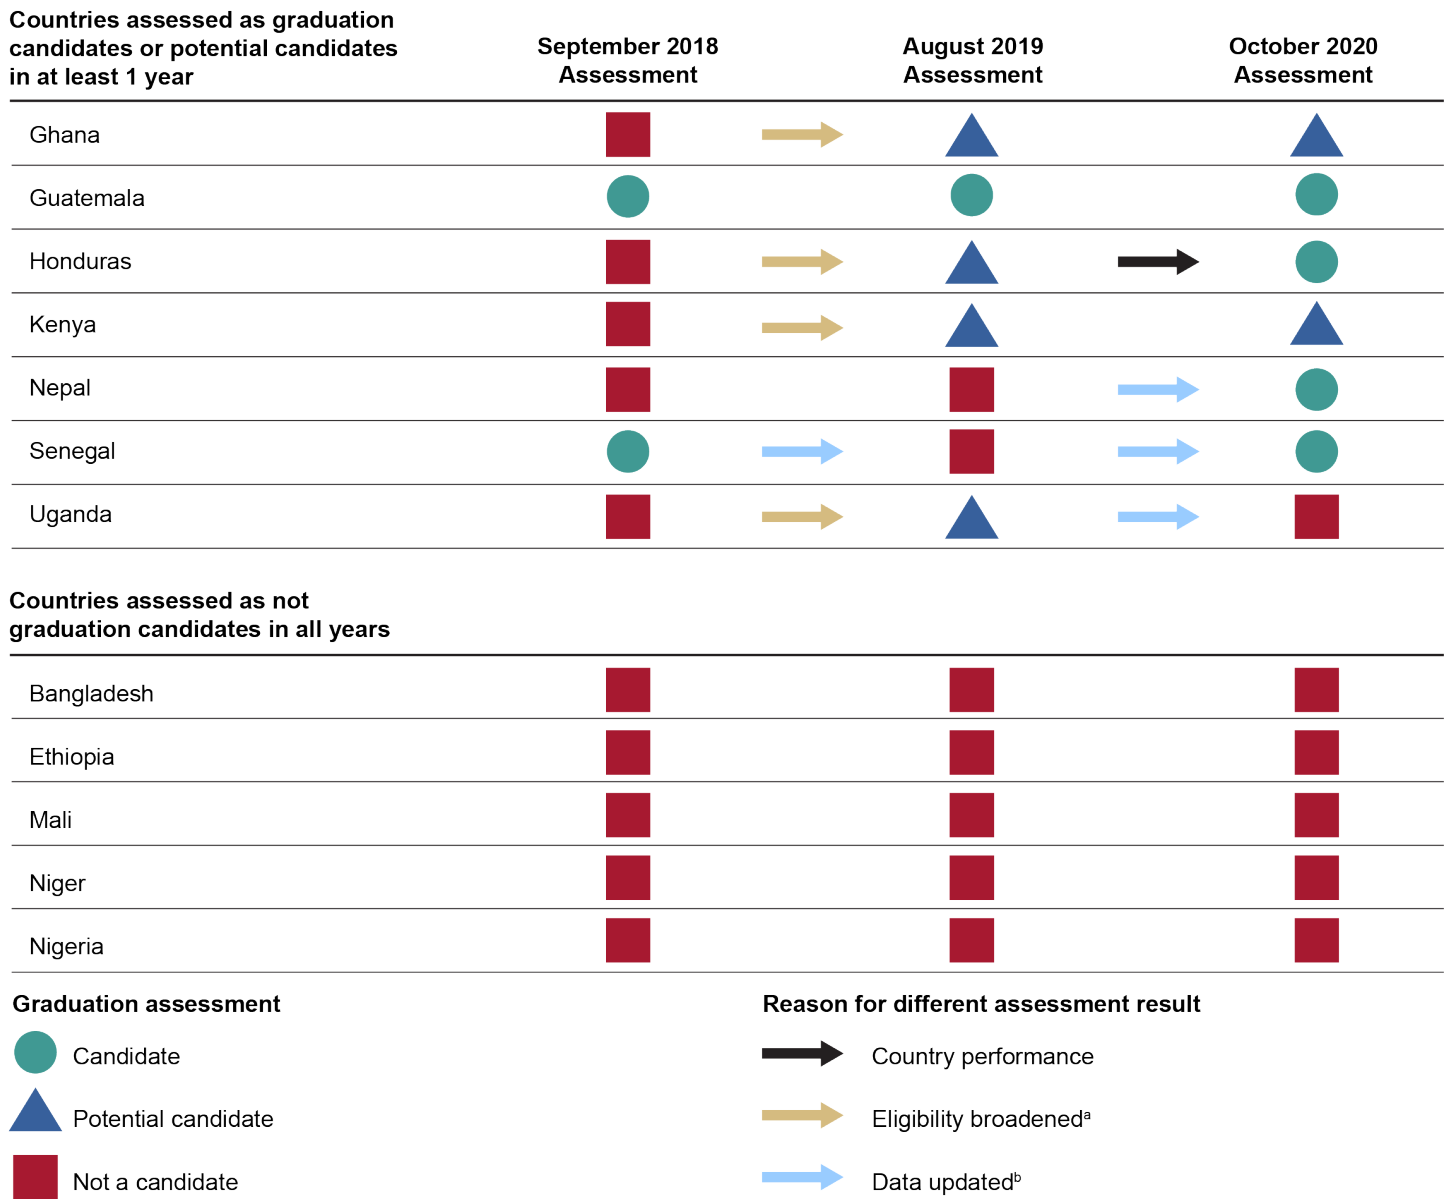 Countries assessed as graduation
candidates or potential candidates
in at least 1 year
September 2018
Assessment
August 2019
Assessment
October 2020
Assessment
Ghana
Guatemala
Honduras
Kenya
Nepal
Senegal
Uganda
Countries assessed as not
graduation candidates in all years
Bangladesh
Ethiopia
Mali
Niger
Nigeria
Graduation assessment
Candidate
Potential candidate
Not a candidate
Reason for different assessment result
Country performance
Eligibility broadenedᵃ
Data updatedᵇ